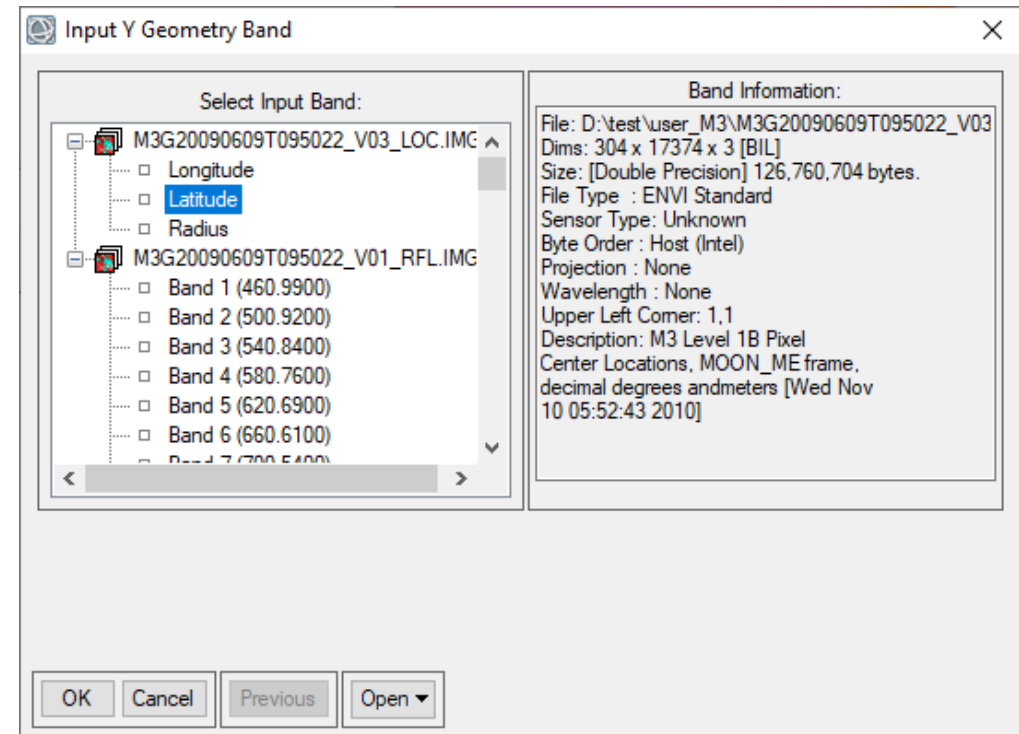 Input Y Geometry Band
Select Input Band:
M3G20090609T095022_V03_LOC.IMG
Longitude
Latitude
Radius
M3G20090609T095022_V01_RFL.IMG
Band 1 (460.9900)
Band 2 (500.9200)
Band 3 (540.8400)
Band 4 (580.7600)
Band 5 (620.6900)
Band 6 (660.6100)
Band 7 (700.5400)
Band Information:
File: D:\test\user_M3\M3G20090609T095022_V03
Dims: 304 x 17374 x 3 [BIL]
Size: [Double Precision] 126,760,704 bytes.
File Type : ENVI Standard
Sensor Type: Unknown
Byte Order : Host (Intel)
Projection : None
Wavelength : None
Upper Left Corner: 1,1
Description: M3 Level 1B Pixel
Center Locations, MOON_ME frame,
decimal degrees andmeters [Wed Nov
10 05:52:43 2010]
OK Cancel Previous Open